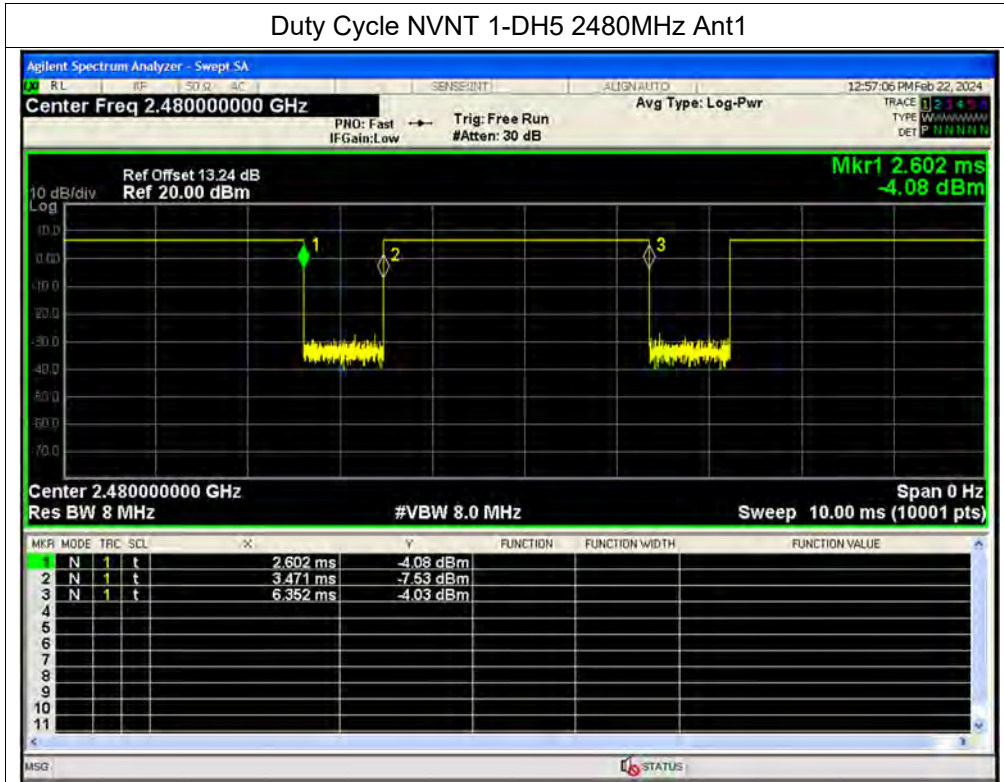 Duty Cycle NVNT 1-DH5 2480MHz Ant1
Agilent Spectrum Analyzer - Swept SA
RL RF 50 Ω AC SENSE:INT ALIGN AUTO 12:57:06 PM Feb 22, 2024
Center Freq 2.480000000 GHz
PNO: Fast
IFGain:Low
Trig: Free Run
#Atten: 30 dB
Avg Type: Log-Pwr
TRACE 1 2 3 4 5 6
TYPE W
DET P N N N N N
Mkr1 2.602 ms
-4.08 dBm
Ref Offset 13.24 dB
10 dB/div Ref 20.00 dBm
Log
10.0
0.00
-10.0
-20.0
-30.0
-40.0
-50.0
-60.0
-70.0
1
2
3
Center 2.480000000 GHz Span 0 Hz
Res BW 8 MHz #VBW 8.0 MHz Sweep 10.00 ms (10001 pts)
MKR MODE TRC SCL X Y FUNCTION FUNCTION WIDTH FUNCTION VALUE
1 N 1 t 2.602 ms -4.08 dBm
2 N 1 t 3.471 ms -7.53 dBm
3 N 1 t 6.352 ms -4.03 dBm
4
5
6
7
8
9
10
11
MSG STATUS